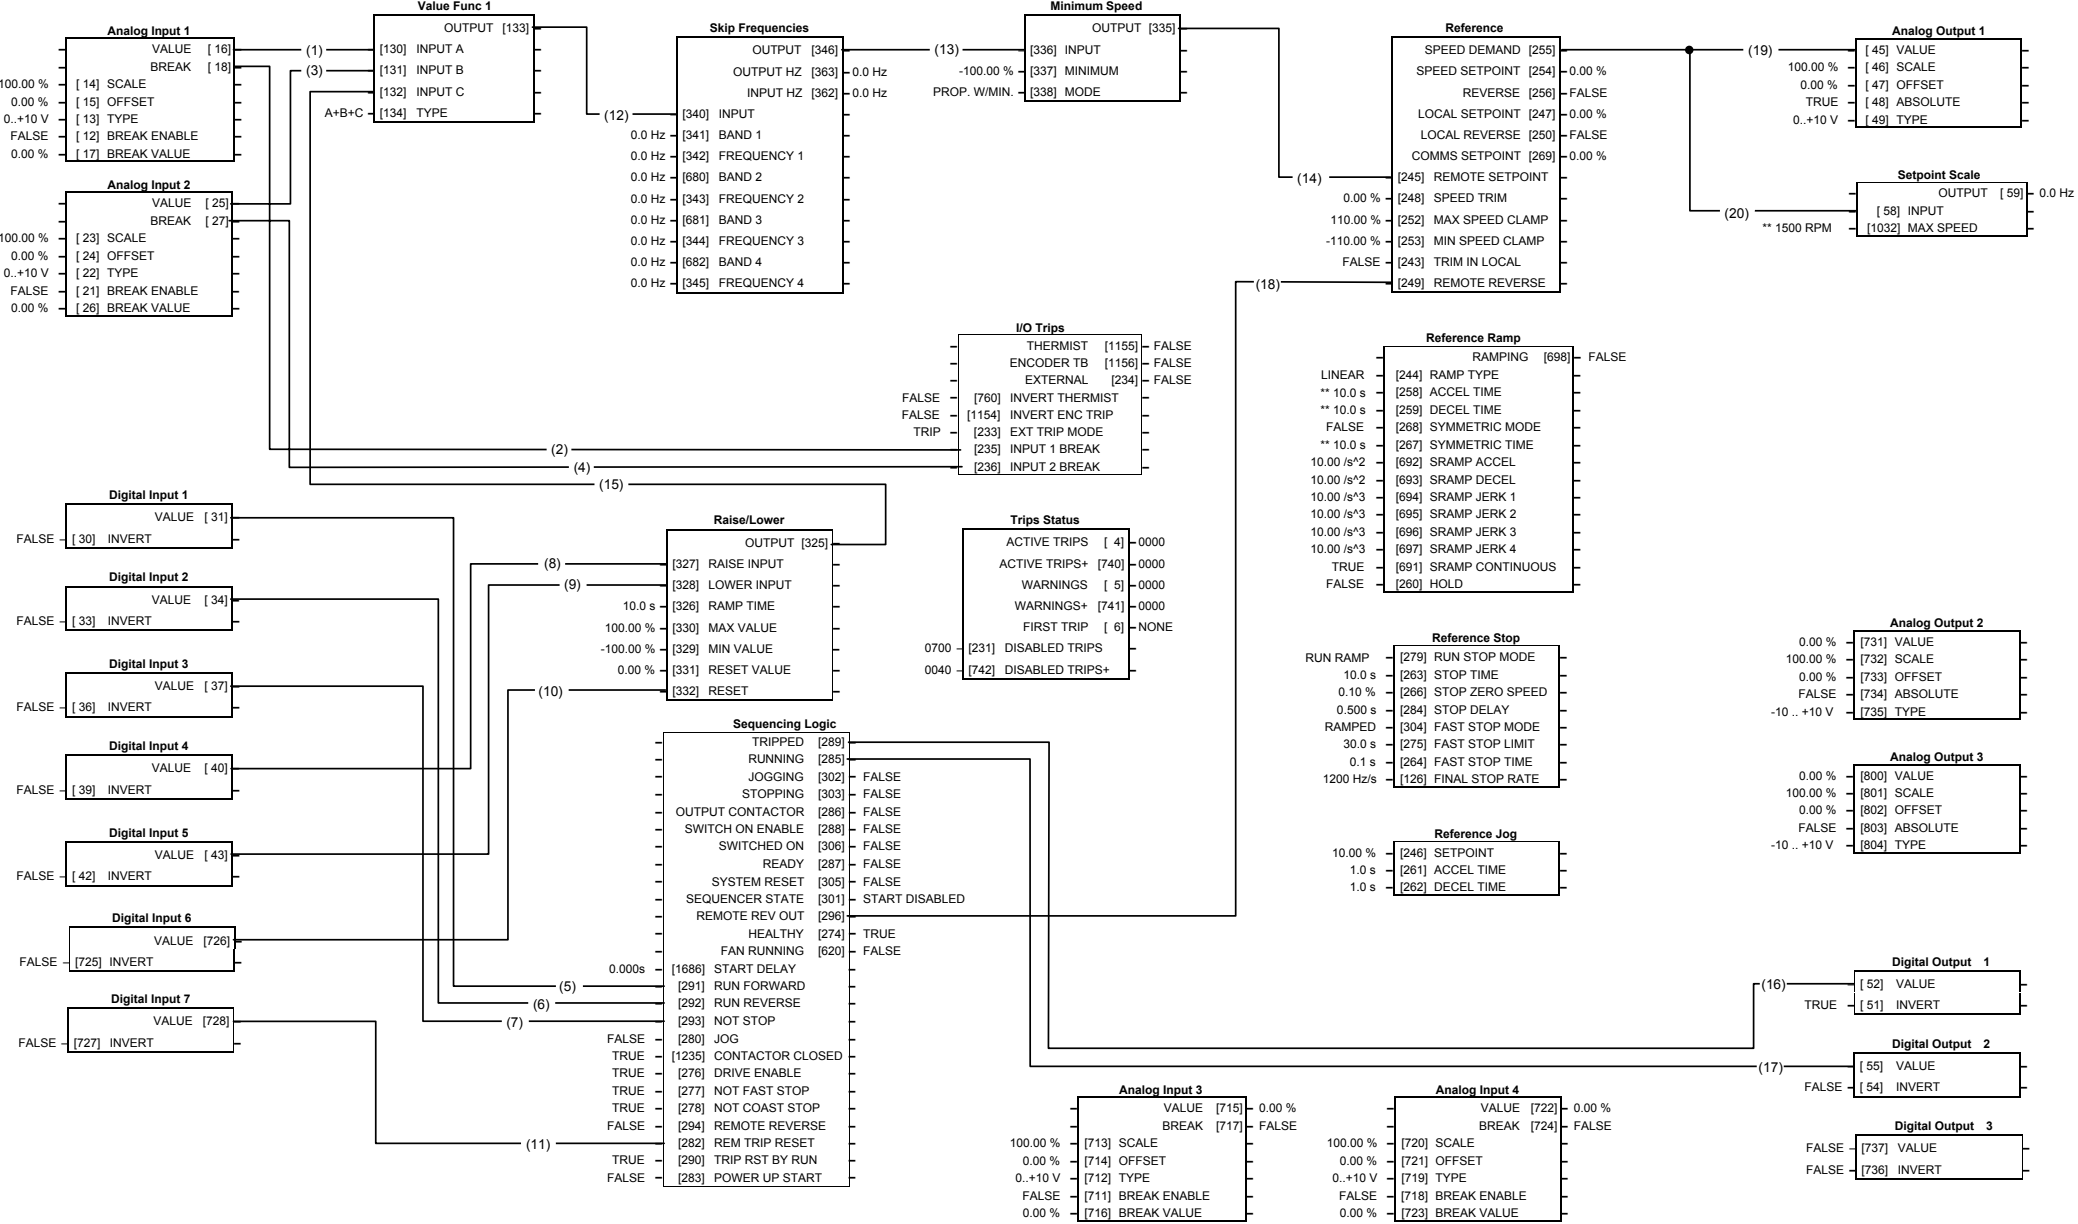 Analog Input 1
VALUE [ 16]
BREAK [ 18]
100.00 % [ 14] SCALE
0.00 % [ 15] OFFSET
0..+10 V [ 13] TYPE
FALSE [ 12] BREAK ENABLE
0.00 % [ 17] BREAK VALUE
(1)
(3)
Analog Input 2
VALUE [ 25]
BREAK [ 27]
100.00 % [ 23] SCALE
0.00 % [ 24] OFFSET
0..+10 V [ 22] TYPE
FALSE [ 21] BREAK ENABLE
0.00 % [ 26] BREAK VALUE
Value Func 1
OUTPUT [133]
[130] INPUT A
[131] INPUT B
[132] INPUT C
A+B+C [134] TYPE
(12)
Skip Frequencies
OUTPUT [346]
OUTPUT HZ [363] 0.0 Hz
INPUT HZ [362] 0.0 Hz
[340] INPUT
0.0 Hz [341] BAND 1
0.0 Hz [342] FREQUENCY 1
0.0 Hz [680] BAND 2
0.0 Hz [343] FREQUENCY 2
0.0 Hz [681] BAND 3
0.0 Hz [344] FREQUENCY 3
0.0 Hz [682] BAND 4
0.0 Hz [345] FREQUENCY 4
(13)
Minimum Speed
OUTPUT [335]
[336] INPUT
-100.00 % [337] MINIMUM
PROP. W/MIN. [338] MODE
(14)
(18)
Reference
SPEED DEMAND [255]
SPEED SETPOINT [254] 0.00 %
REVERSE [256] FALSE
LOCAL SETPOINT [247] 0.00 %
LOCAL REVERSE [250] FALSE
COMMS SETPOINT [269] 0.00 %
[245] REMOTE SETPOINT
0.00 % [248] SPEED TRIM
110.00 % [252] MAX SPEED CLAMP
-110.00 % [253] MIN SPEED CLAMP
FALSE [243] TRIM IN LOCAL
[249] REMOTE REVERSE
(19)
(20)
Analog Output 1
[ 45] VALUE
100.00 % [ 46] SCALE
0.00 % [ 47] OFFSET
TRUE [ 48] ABSOLUTE
0..+10 V [ 49] TYPE
Setpoint Scale
OUTPUT [ 59] 0.0 Hz
[ 58] INPUT
** 1500 RPM [1032] MAX SPEED
I/O Trips
THERMIST [1155] FALSE
ENCODER TB [1156] FALSE
EXTERNAL [234] FALSE
FALSE [760] INVERT THERMIST
FALSE [1154] INVERT ENC TRIP
TRIP [233] EXT TRIP MODE
[235] INPUT 1 BREAK
[236] INPUT 2 BREAK
(2)
(4)
(15)
Reference Ramp
RAMPING [698] FALSE
LINEAR [244] RAMP TYPE
** 10.0 s [258] ACCEL TIME
** 10.0 s [259] DECEL TIME
FALSE [268] SYMMETRIC MODE
** 10.0 s [267] SYMMETRIC TIME
10.00 /s^2 [692] SRAMP ACCEL
10.00 /s^2 [693] SRAMP DECEL
10.00 /s^3 [694] SRAMP JERK 1
10.00 /s^3 [695] SRAMP JERK 2
10.00 /s^3 [696] SRAMP JERK 3
10.00 /s^3 [697] SRAMP JERK 4
TRUE [691] SRAMP CONTINUOUS
FALSE [260] HOLD
Digital Input 1
VALUE [ 31]
FALSE [ 30] INVERT
Digital Input 2
VALUE [ 34]
FALSE [ 33] INVERT
Digital Input 3
VALUE [ 37]
FALSE [ 36] INVERT
Digital Input 4
VALUE [ 40]
FALSE [ 39] INVERT
Digital Input 5
VALUE [ 43]
FALSE [ 42] INVERT
Digital Input 6
VALUE [726]
FALSE [725] INVERT
Digital Input 7
VALUE [728]
FALSE [727] INVERT
(8)
(9)
(10)
Raise/Lower
OUTPUT [325]
[327] RAISE INPUT
[328] LOWER INPUT
10.0 s [326] RAMP TIME
100.00 % [330] MAX VALUE
-100.00 % [329] MIN VALUE
0.00 % [331] RESET VALUE
[332] RESET
Trips Status
ACTIVE TRIPS [ 4] 0000
ACTIVE TRIPS+ [740] 0000
WARNINGS [ 5] 0000
WARNINGS+ [741] 0000
FIRST TRIP [ 6] NONE
0700 [231] DISABLED TRIPS
0040 [742] DISABLED TRIPS+
Reference Stop
RUN RAMP [279] RUN STOP MODE
10.0 s [263] STOP TIME
0.10 % [266] STOP ZERO SPEED
0.500 s [284] STOP DELAY
RAMPED [304] FAST STOP MODE
30.0 s [275] FAST STOP LIMIT
0.1 s [264] FAST STOP TIME
1200 Hz/s [126] FINAL STOP RATE
Analog Output 2
0.00 % [731] VALUE
100.00 % [732] SCALE
0.00 % [733] OFFSET
FALSE [734] ABSOLUTE
-10 .. +10 V [735] TYPE
Analog Output 3
0.00 % [800] VALUE
100.00 % [801] SCALE
0.00 % [802] OFFSET
FALSE [803] ABSOLUTE
-10 .. +10 V [804] TYPE
Sequencing Logic
TRIPPED [289]
RUNNING [285]
JOGGING [302] FALSE
STOPPING [303] FALSE
OUTPUT CONTACTOR [286] FALSE
SWITCH ON ENABLE [288] FALSE
SWITCHED ON [306] FALSE
READY [287] FALSE
SYSTEM RESET [305] FALSE
SEQUENCER STATE [301] START DISABLED
REMOTE REV OUT [296]
HEALTHY [274] TRUE
FAN RUNNING [620] FALSE
0.000s [1686] START DELAY
(5) [291] RUN FORWARD
(6) [292] RUN REVERSE
(7) [293] NOT STOP
FALSE [280] JOG
TRUE [1235] CONTACTOR CLOSED
TRUE [276] DRIVE ENABLE
TRUE [277] NOT FAST STOP
TRUE [278] NOT COAST STOP
FALSE [294] REMOTE REVERSE
(11) [282] REM TRIP RESET
TRUE [290] TRIP RST BY RUN
FALSE [283] POWER UP START
Reference Jog
10.00 % [246] SETPOINT
1.0 s [261] ACCEL TIME
1.0 s [262] DECEL TIME
Digital Output 1
(16) [ 52] VALUE
TRUE [ 51] INVERT
Digital Output 2
(17) [ 55] VALUE
FALSE [ 54] INVERT
Digital Output 3
FALSE [737] VALUE
FALSE [736] INVERT
Analog Input 3
VALUE [715] 0.00 %
BREAK [717] FALSE
100.00 % [713] SCALE
0.00 % [714] OFFSET
0..+10 V [712] TYPE
FALSE [711] BREAK ENABLE
0.00 % [716] BREAK VALUE
Analog Input 4
VALUE [722] 0.00 %
BREAK [724] FALSE
100.00 % [720] SCALE
0.00 % [721] OFFSET
0..+10 V [719] TYPE
FALSE [718] BREAK ENABLE
0.00 % [723] BREAK VALUE